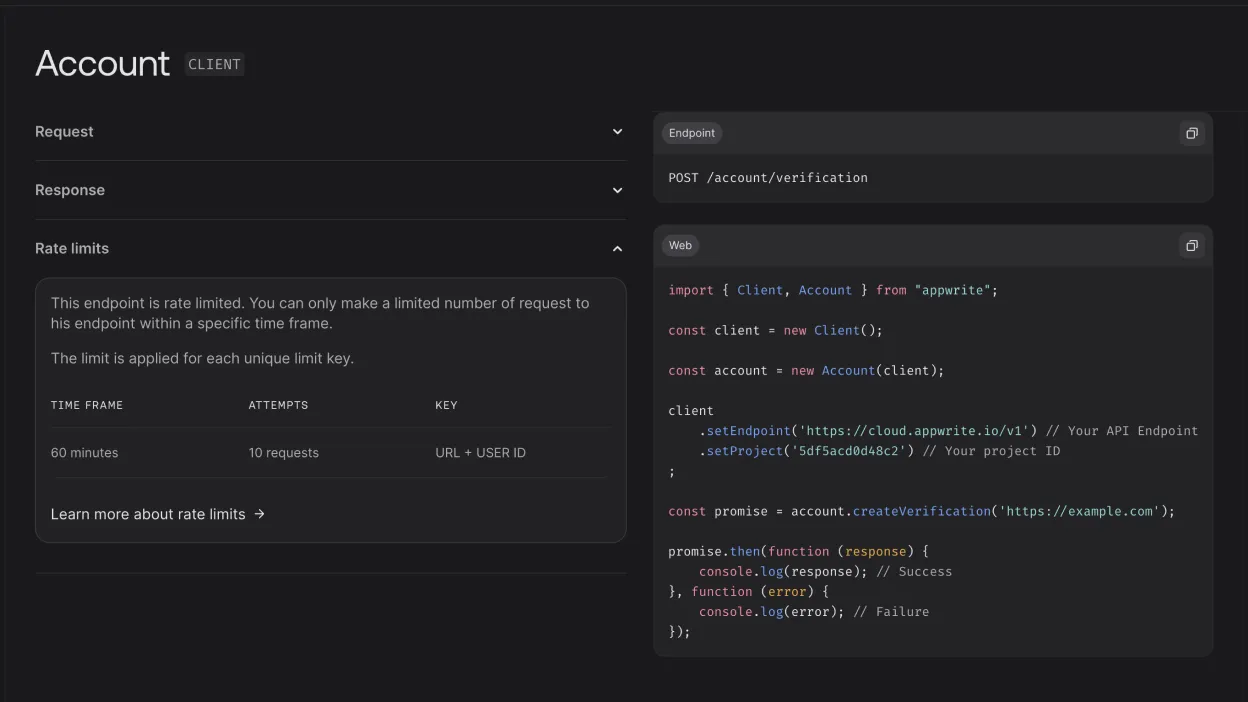 Account CLIENT
Request
Response
Rate limits
This endpoint is rate limited. You can only make a limited number of request to
his endpoint within a specific time frame.
The limit is applied for each unique limit key.
TIME FRAME ATTEMPTS KEY
60 minutes 10 requests URL + USER ID
Learn more about rate limits →
Endpoint
POST /account/verification
Web
import { Client, Account } from "appwrite";
const client = new Client();
const account = new Account(client);
client
    .setEndpoint('https://cloud.appwrite.io/v1') // Your API Endpoint
    .setProject('5df5acd0d48c2') // Your project ID
;
const promise = account.createVerification('https://example.com');
promise.then(function (response) {
    console.log(response); // Success
}, function (error) {
    console.log(error); // Failure
});